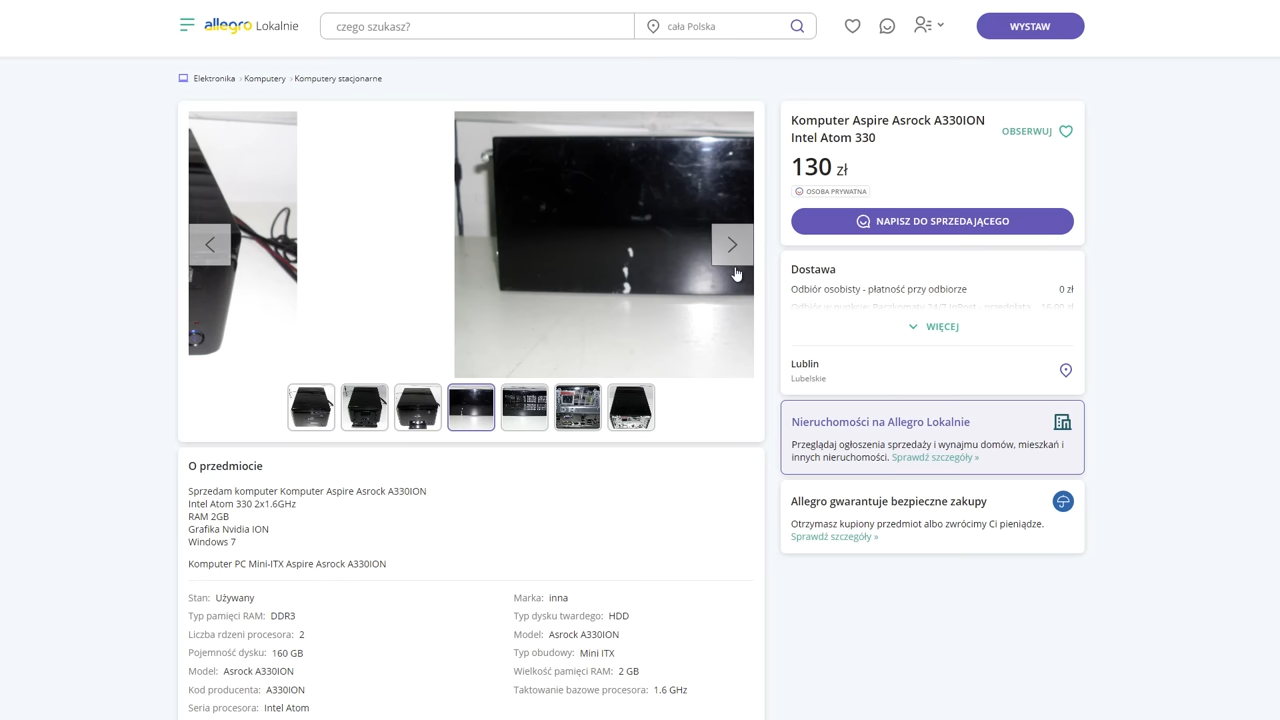 allegro Lokalnie
czego szukasz?
cała Polska
WYSTAW
Elektronika › Komputery › Komputery stacjonarne
Komputer Aspire Asrock A330ION
Intel Atom 330
OBSERWUJ
130 zł
OSOBA PRYWATNA
NAPISZ DO SPRZEDAJĄCEGO
Dostawa
Odbiór osobisty - płatność przy odbiorze 0 zł
WIĘCEJ
Lublin
Lubelskie
Nieruchomości na Allegro Lokalnie
Przeglądaj ogłoszenia sprzedaży i wynajmu domów, mieszkań i
innych nieruchomości. Sprawdź szczegóły »
Allegro gwarantuje bezpieczne zakupy
Otrzymasz kupiony przedmiot albo zwrócimy Ci pieniądze.
Sprawdź szczegóły »
O przedmiocie
Sprzedam komputer Komputer Aspire Asrock A330ION
Intel Atom 330 2x1.6GHz
RAM 2GB
Grafika Nvidia ION
Windows 7
Komputer PC Mini-ITX Aspire Asrock A330ION
Stan: Używany
Typ pamięci RAM: DDR3
Liczba rdzeni procesora: 2
Pojemność dysku: 160 GB
Model: Asrock A330ION
Kod producenta: A330ION
Seria procesora: Intel Atom
Marka: inna
Typ dysku twardego: HDD
Model: Asrock A330ION
Typ obudowy: Mini ITX
Wielkość pamięci RAM: 2 GB
Taktowanie bazowe procesora: 1.6 GHz